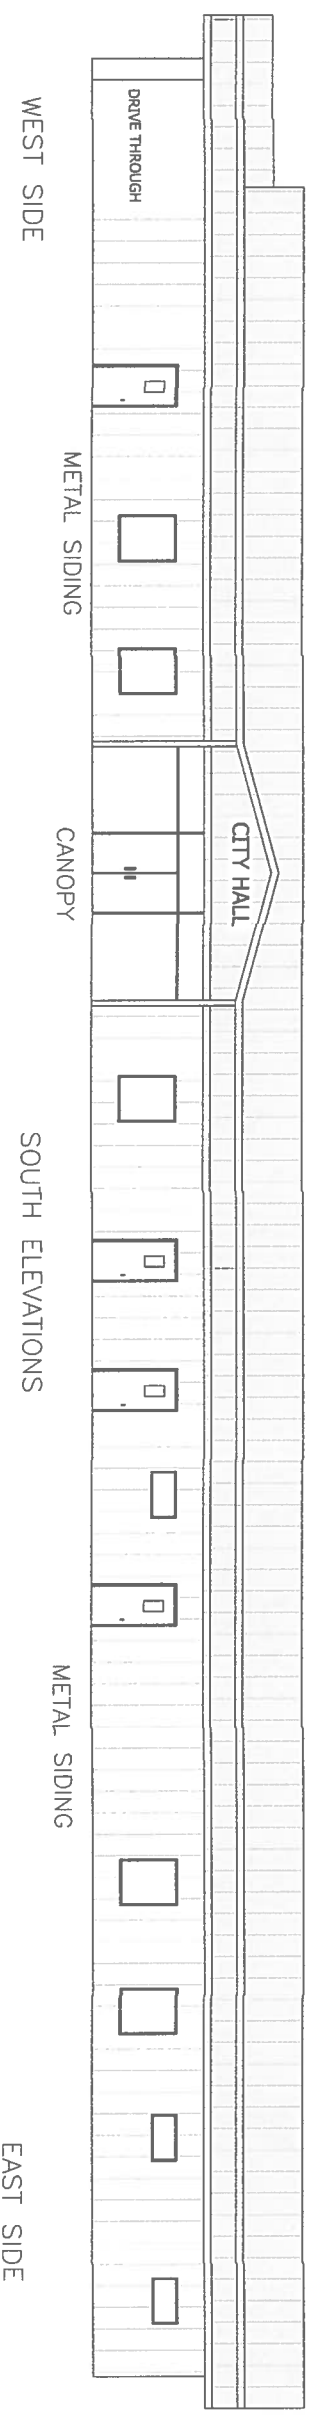 CITY HALL
DRIVE THROUGH
METAL SIDING
CANOPY
METAL SIDING
WEST SIDE
SOUTH ELEVATIONS
EAST SIDE